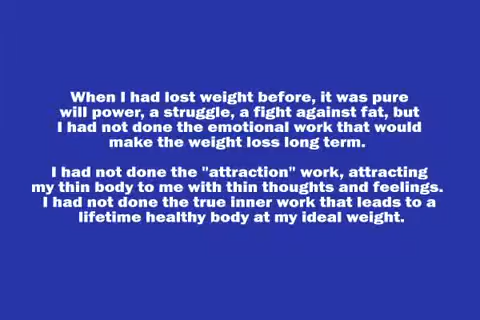 When I had lost weight before, it was pure
will power, a struggle, a fight against fat, but
I had not done the emotional work that would
make the weight loss long term.
I had not done the "attraction" work, attracting
my thin body to me with thin thoughts and feelings.
I had not done the true inner work that leads to a
lifetime healthy body at my ideal weight.